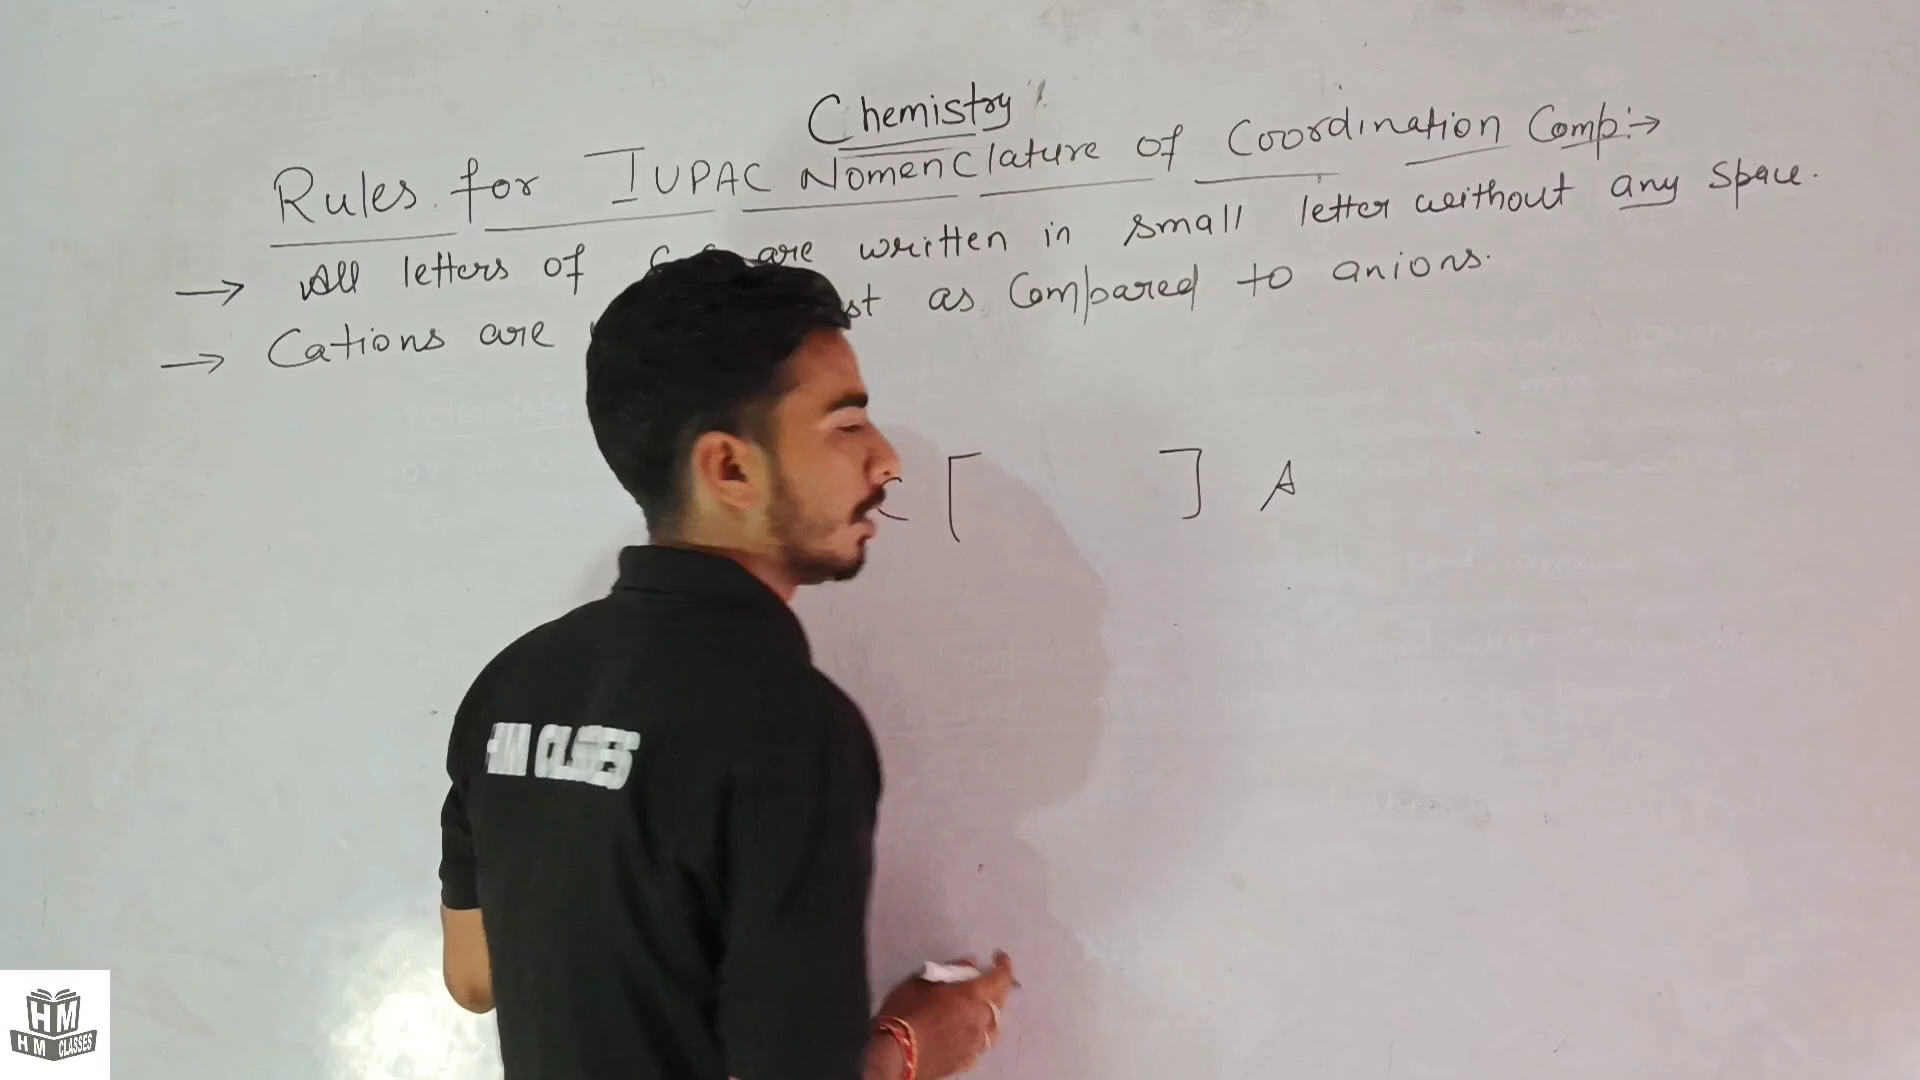 Chemistry
Rules for IUPAC Nomenclature of Coordination Comp:→
→ All letters of are written in small letter without any space.
→ Cations are as Compared to anions.
C [ ] A
HM CLASSES
HM
HM CLASSES